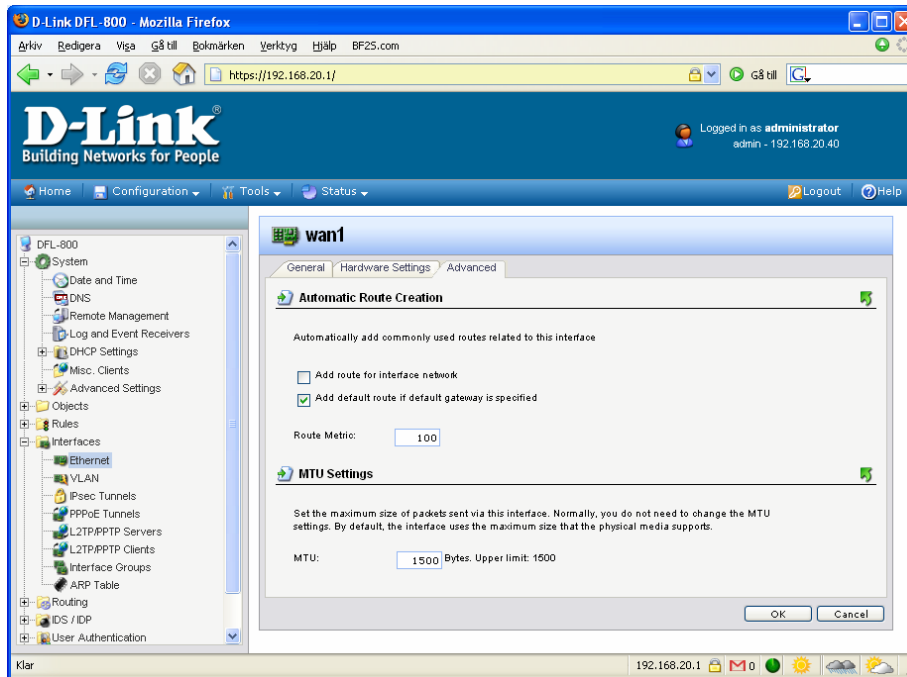 D-Link DFL-800 - Mozilla Firefox
Arkiv Redigera Visa Gå till Bokmärken Verktyg Hjälp BF2S.com
https://192.168.20.1/ Gå till G
D-Link®
Building Networks for People
Logged in as administrator
admin - 192.168.20.40
Home Configuration Tools Status Logout Help
DFL-800
System
Date and Time
DNS
Remote Management
Log and Event Receivers
DHCP Settings
Misc. Clients
Advanced Settings
Objects
Rules
Interfaces
Ethernet
VLAN
IPsec Tunnels
PPPoE Tunnels
L2TP/PPTP Servers
L2TP/PPTP Clients
Interface Groups
ARP Table
Routing
IDS / IDP
User Authentication
wan1
General Hardware Settings Advanced
Automatic Route Creation
Automatically add commonly used routes related to this interface
Add route for interface network
Add default route if default gateway is specified
Route Metric: 100
MTU Settings
Set the maximum size of packets sent via this interface. Normally, you do not need to change the MTU
settings. By default, the interface uses the maximum size that the physical media supports.
MTU: 1500 Bytes. Upper limit: 1500
OK Cancel
Klar 192.168.20.1 0